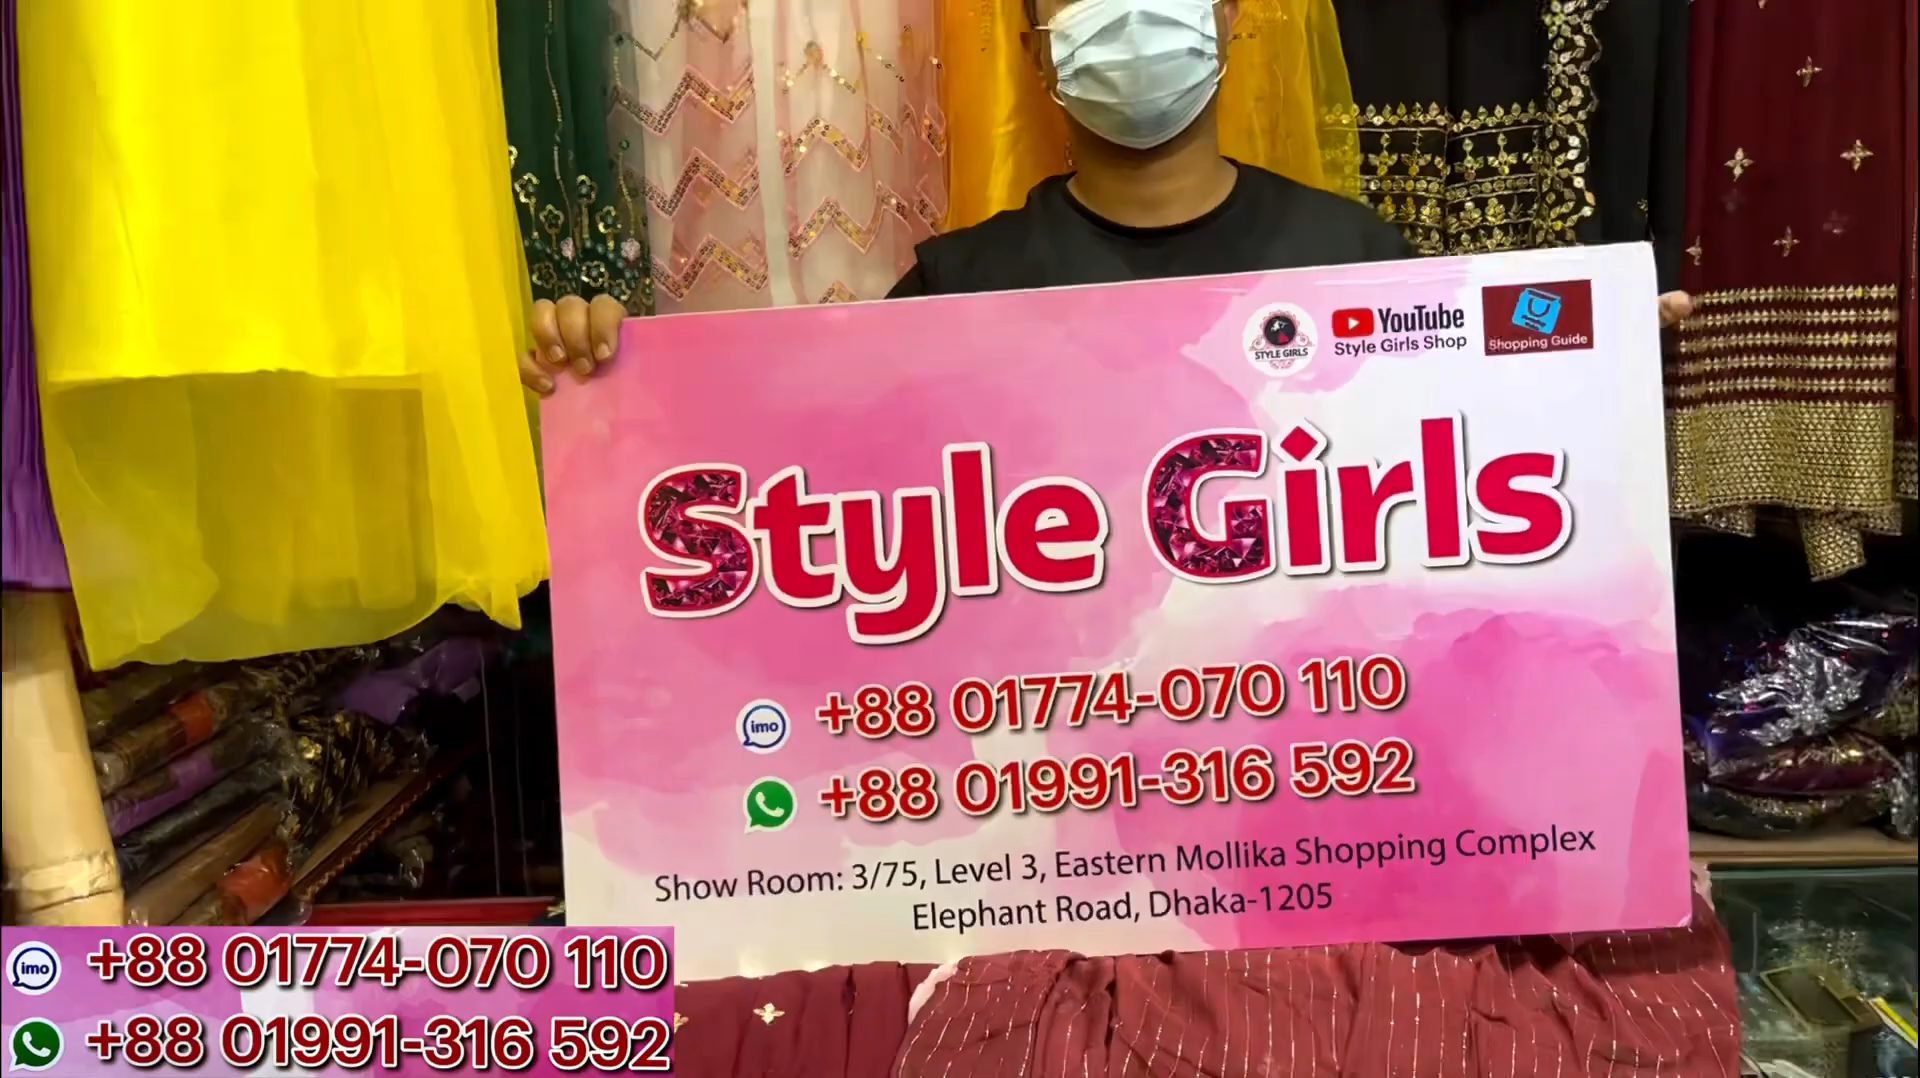 STYLE GIRLS
YouTube
Style Girls Shop
Shopping Guide
Style Girls
imo +88 01774-070 110
+88 01991-316 592
Show Room: 3/75, Level 3, Eastern Mollika Shopping Complex
Elephant Road, Dhaka-1205
imo +88 01774-070 110
+88 01991-316 592